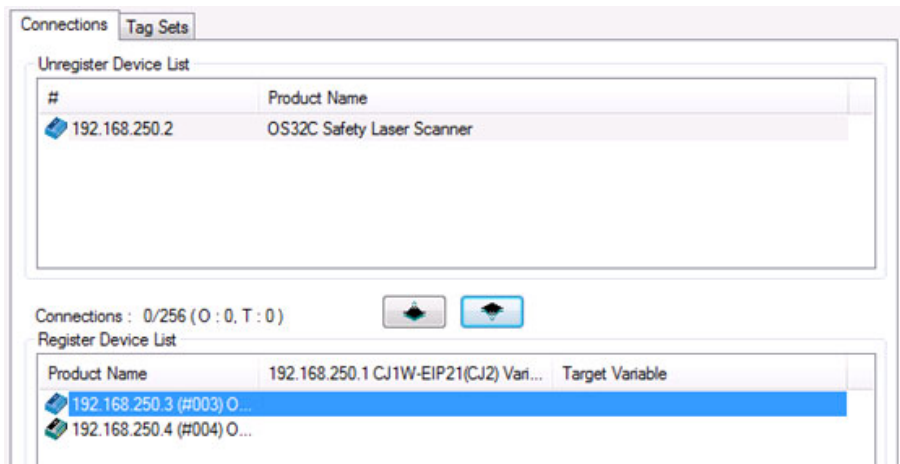 Connections Tag Sets
Unregister Device List
# Product Name
192.168.250.2 OS32C Safety Laser Scanner
Connections : 0/256 ( O : 0, T : 0 )
Register Device List
Product Name 192.168.250.1 CJ1W-EIP21(CJ2) Vari... Target Variable
192.168.250.3 (#003) O...
192.168.250.4 (#004) O...